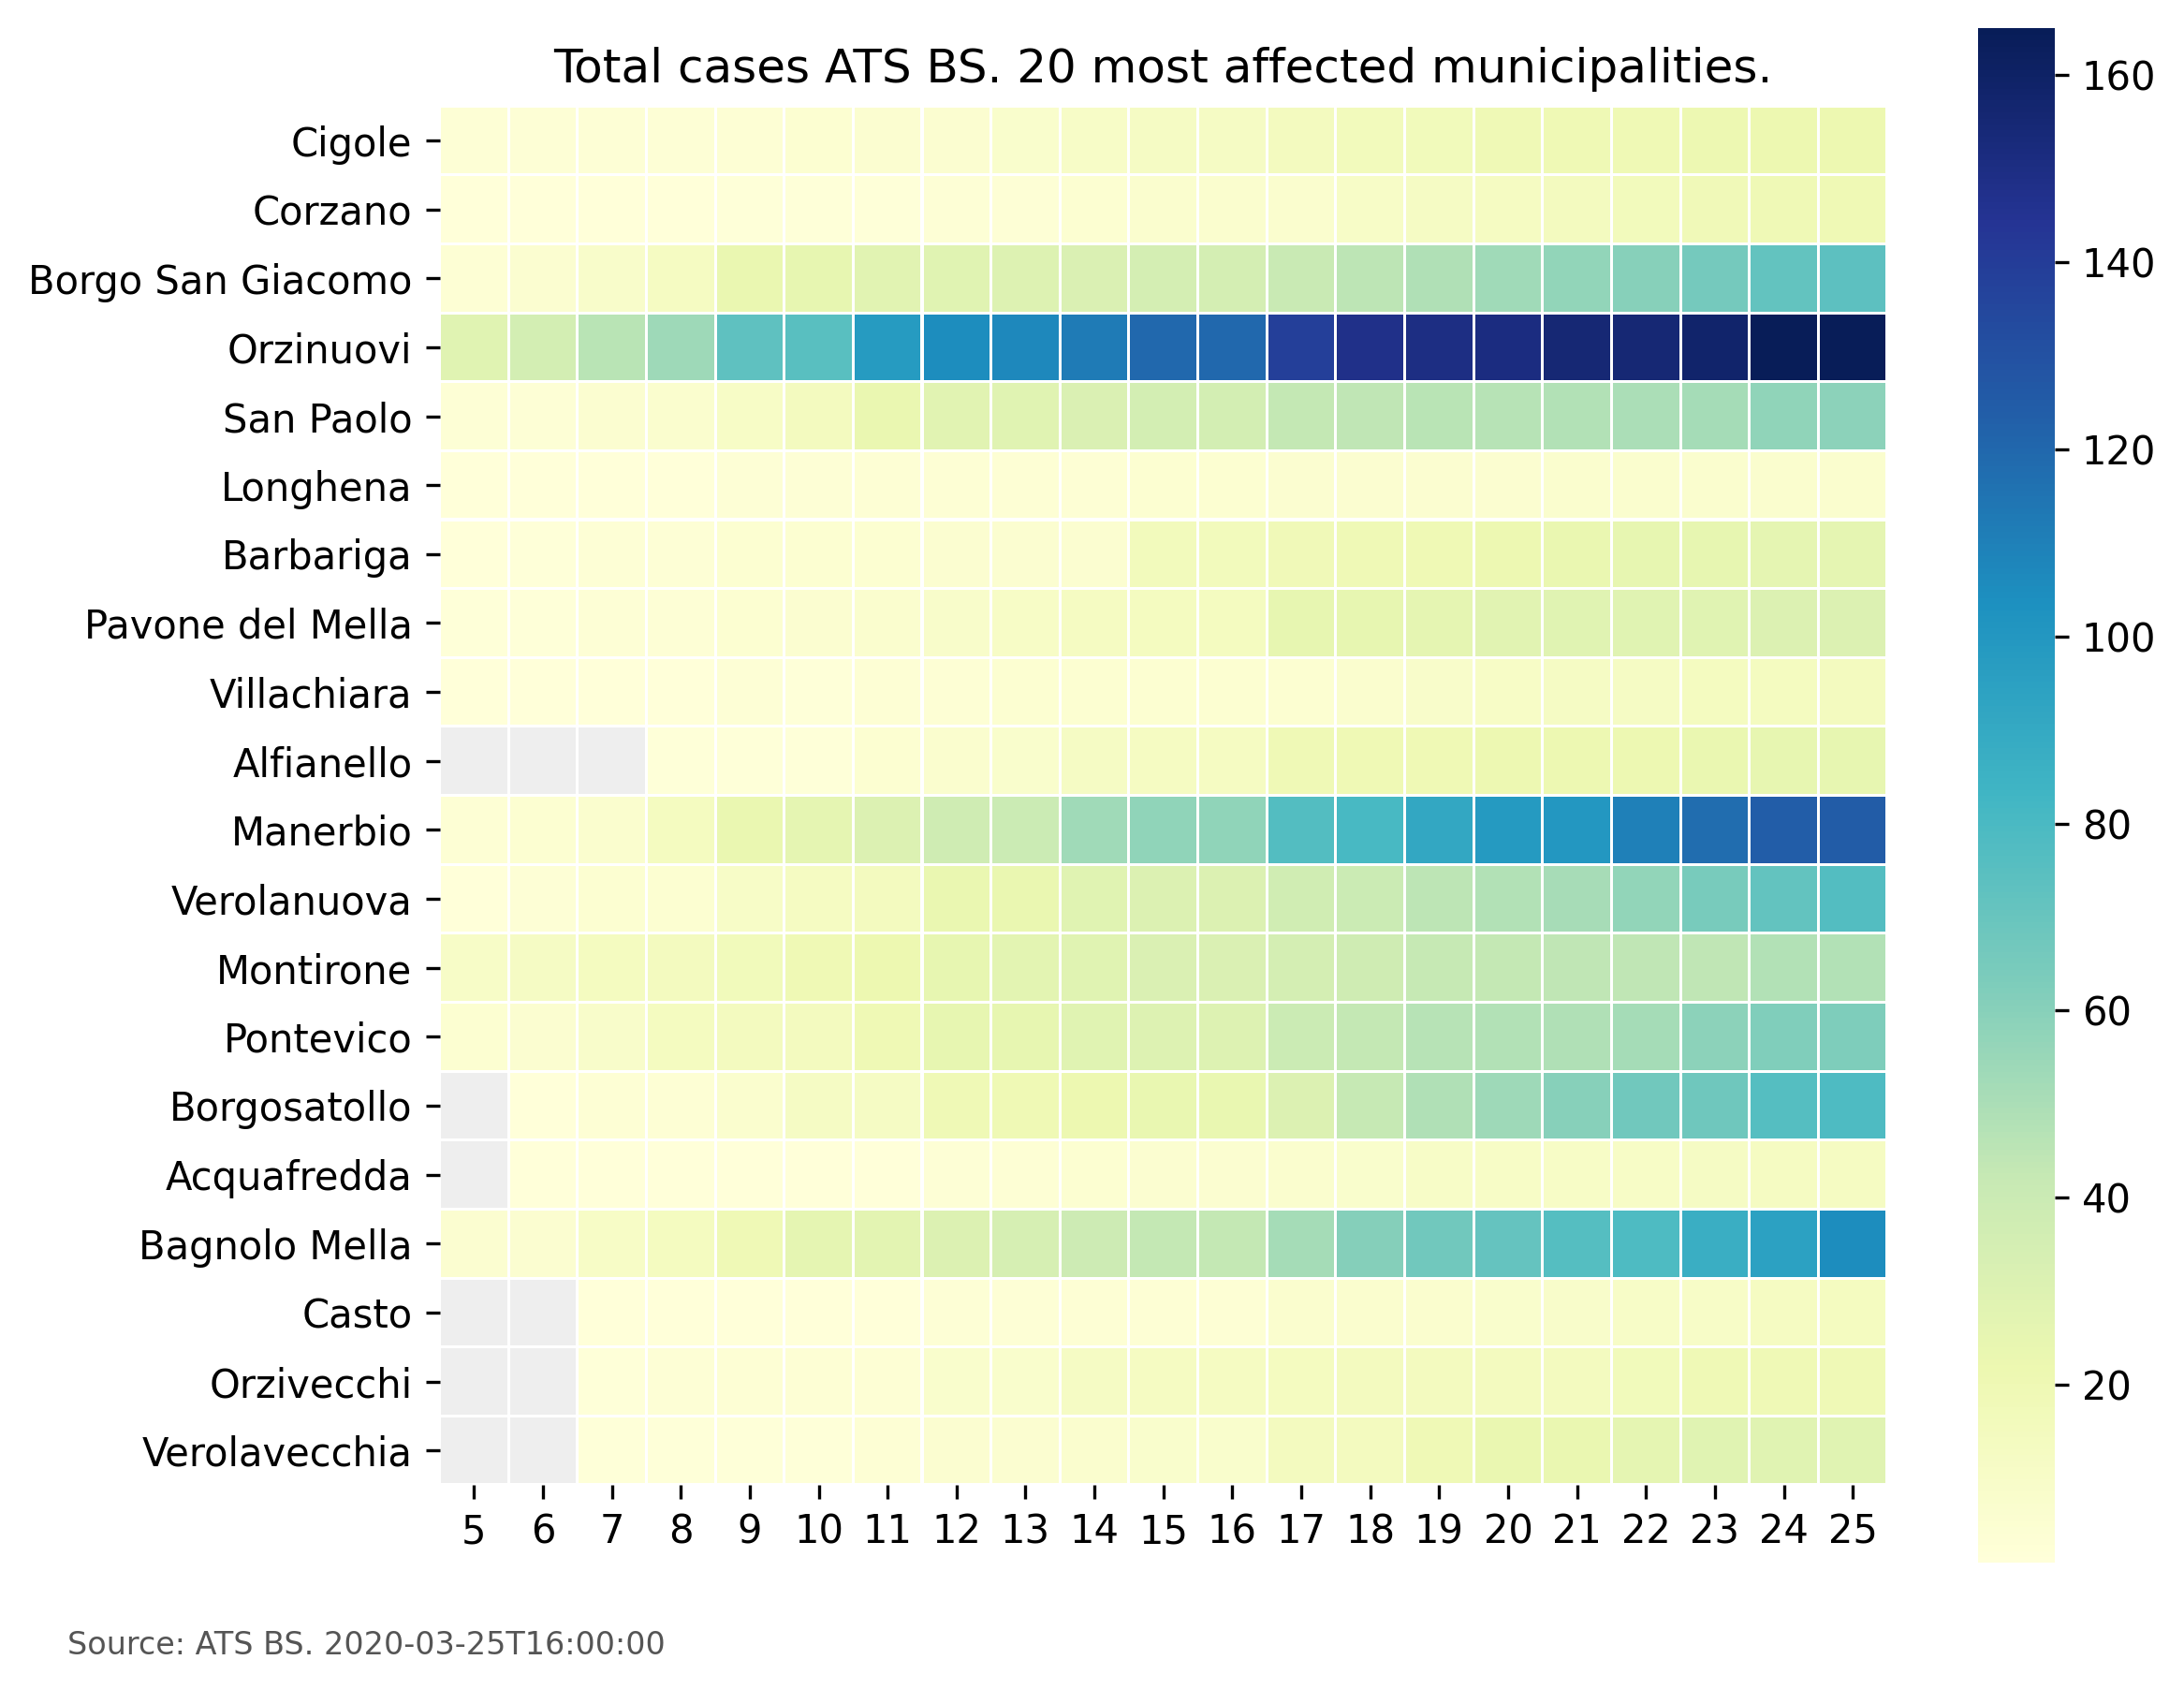 Total cases ATS BS. 20 most affected municipalities.
Cigole
Corzano
Borgo San Giacomo
Orzinuovi
San Paolo
Longhena
Barbariga
Pavone del Mella
Villachiara
Alfianello
Manerbio
Verolanuova
Montirone
Pontevico
Borgosatollo
Acquafredda
Bagnolo Mella
Casto
Orzivecchi
Verolavecchia
5 6 7 8 9 10 11 12 13 14 15 16 17 18 19 20 21 22 23 24 25
160
140
120
100
80
60
40
20
Source: ATS BS. 2020-03-25T16:00:00